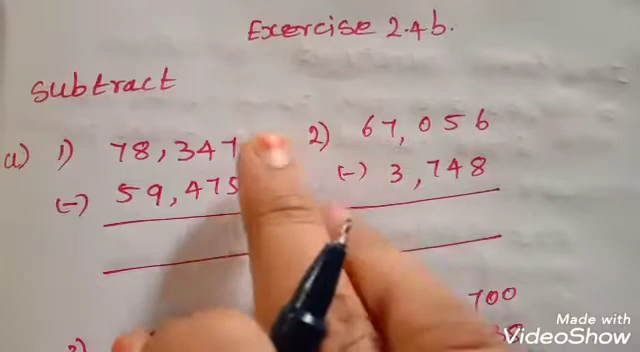 Exercise 2.4b.
Subtract
a) 1) 78,347 2) 67,056
(-) 59,475 (-) 3,748
700
Made with
VideoShow